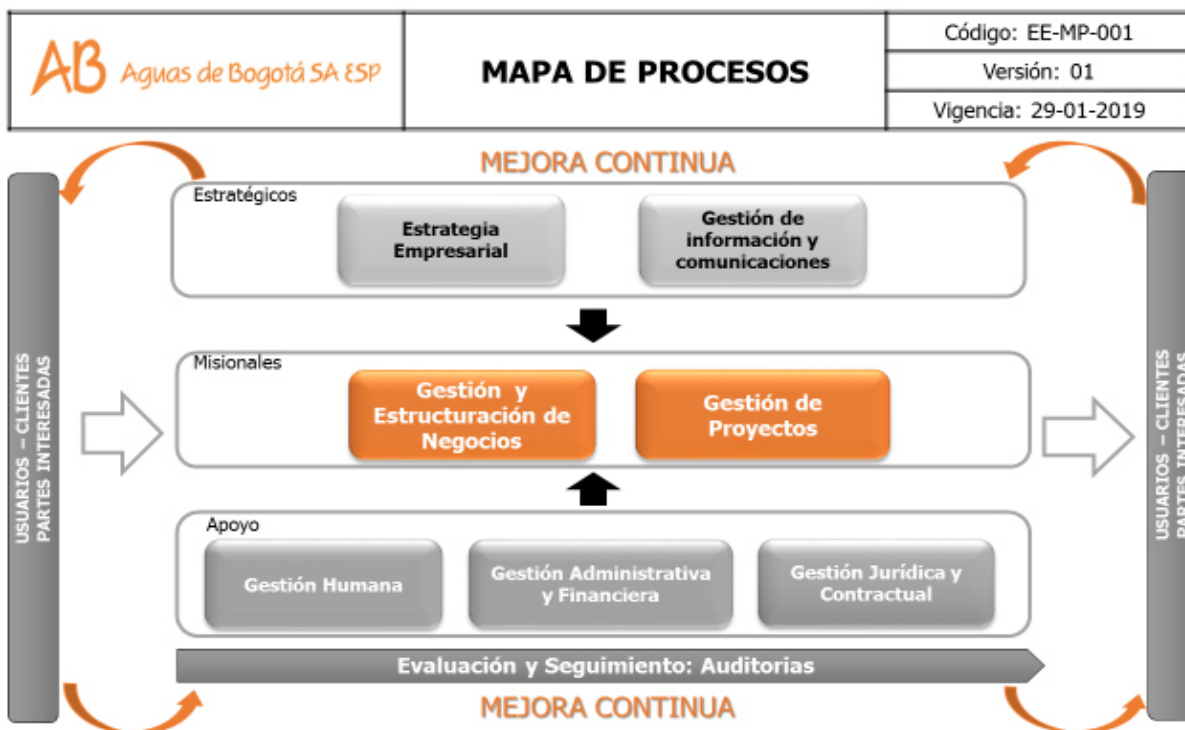 AB Aguas de Bogotá SA ESP
MAPA DE PROCESOS
Código: EE-MP-001
Versión: 01
Vigencia: 29-01-2019
MEJORA CONTINUA
USUARIOS – CLIENTES
PARTES INTERESADAS
Estratégicos
Estrategia
Empresarial
Gestión de
información y
comunicaciones
Misionales
Gestión y
Estructuración de
Negocios
Gestión de
Proyectos
Apoyo
Gestión Humana
Gestión Administrativa
y Financiera
Gestión Jurídica y
Contractual
Evaluación y Seguimiento: Auditorias
MEJORA CONTINUA
USUARIOS – CLIENTES
PARTES INTERESADAS